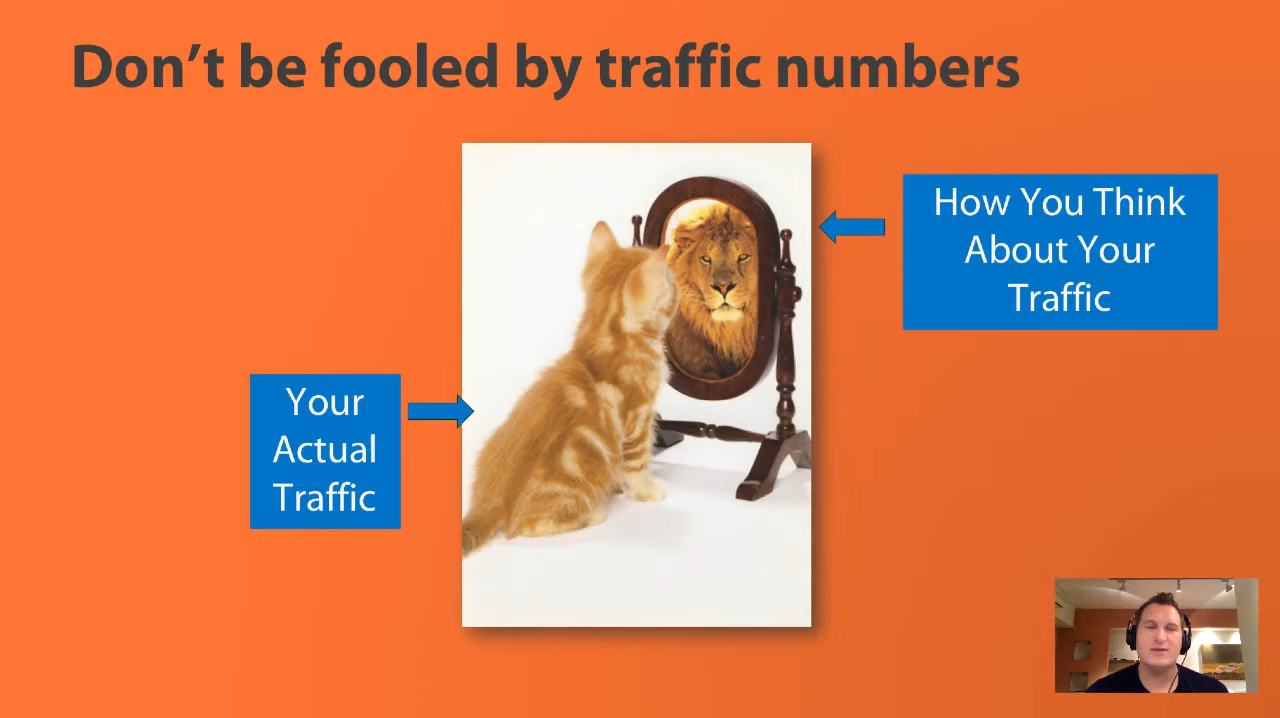 Don’t be fooled by traffic numbers
How You Think
About Your
Traffic
Your
Actual
Traffic